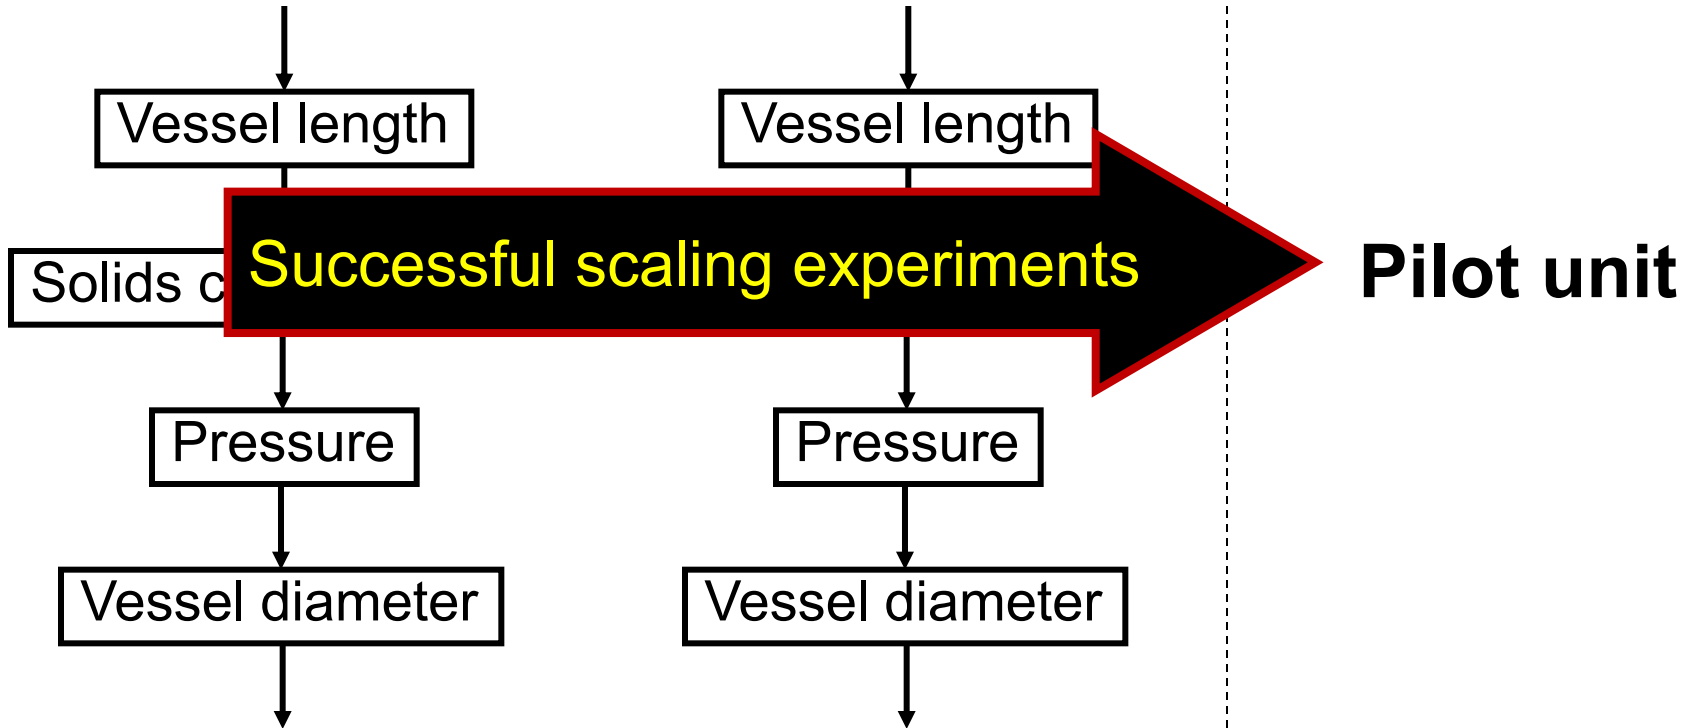 Vessel length
Vessel length
Solids
Successful scaling experiments
Pilot unit
Pressure
Pressure
Vessel diameter
Vessel diameter